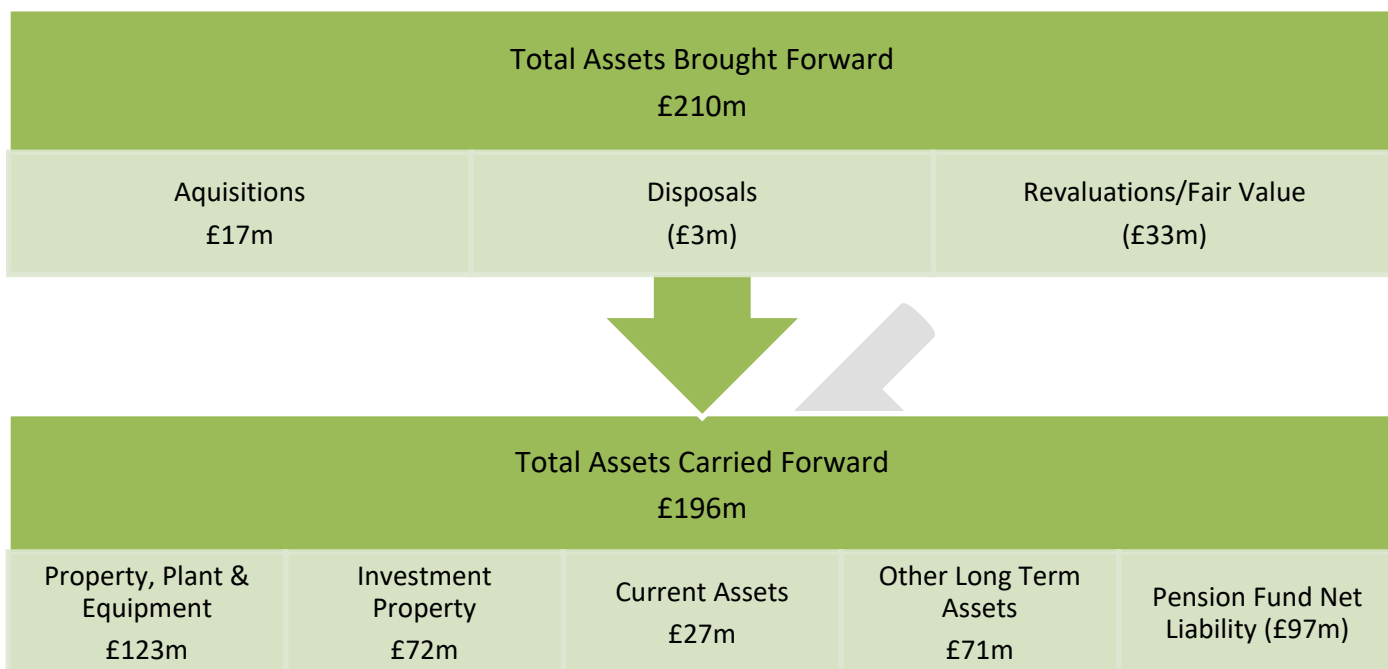 Total Assets Brought Forward
£210m
Aquisitions
£17m
Disposals
(£3m)
Revaluations/Fair Value
(£33m)
Total Assets Carried Forward
£196m
Property, Plant &
Equipment
£123m
Investment
Property
£72m
Current Assets
£27m
Other Long Term
Assets
£71m
Pension Fund Net
Liability (£97m)